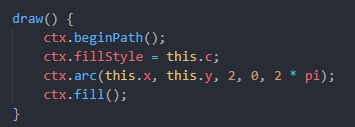 draw() {
    ctx.beginPath();
    ctx.fillStyle = this.c;
    ctx.arc(this.x, this.y, 2, 0, 2 * pi);
    ctx.fill();
}